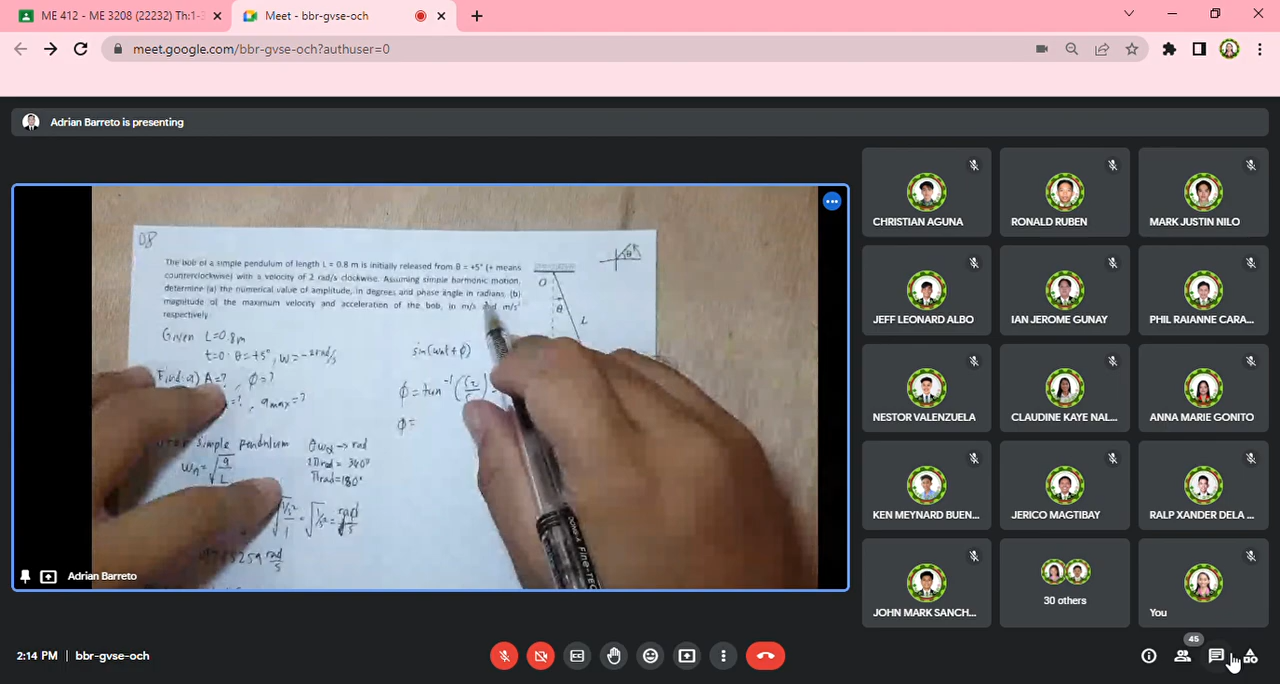 ME 412 - ME 3208 (22232) Th:1-
Meet - bbr-gvse-och
meet.google.com/bbr-gvse-och?authuser=0
Adrian Barreto is presenting
08
The bob of a simple pendulum of length L = 0.8 m is initially released from θ = +5° (+ means
counterclockwise) with a velocity of 2 rad/s clockwise. Assuming simple harmonic motion,
determine (a) the numerical value of amplitude, in degrees and phase angle in radians, (b)
magnitude of the maximum velocity and acceleration of the bob, in m/s and m/s²
respectively.
O
θ
L
θ
Given L=0.8m
t=0: θ=+5°, ω=-2rad/s
Find: a) A=? , φ=?
=? , amax=?
simple pendulum
ωn=√g/L
rad
2πrad = 360°
πrad=180°
√1/s² = rad/s
rad/s
sin(ωnt+φ)
φ=tan⁻¹(
φ=
Adrian Barreto
CHRISTIAN AGUNA
RONALD RUBEN
MARK JUSTIN NILO
JEFF LEONARD ALBO
IAN JEROME GUNAY
PHIL RAIANNE CARA...
NESTOR VALENZUELA
CLAUDINE KAYE NAL...
ANNA MARIE GONITO
KEN MEYNARD BUEN...
JERICO MAGTIBAY
RALP XANDER DELA ...
JOHN MARK SANCH...
30 others
You
2:14 PM | bbr-gvse-och
45